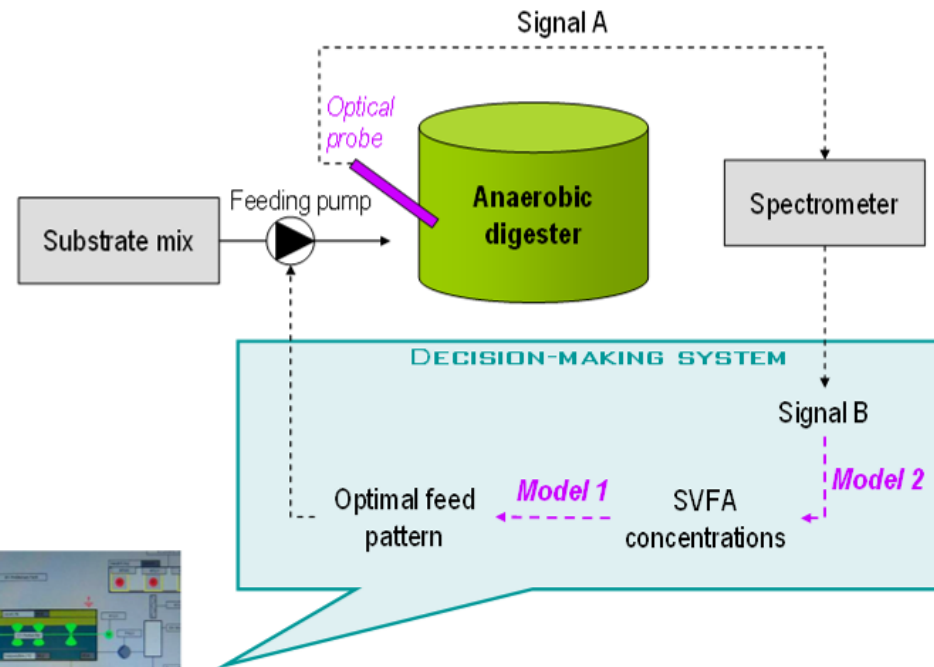 Signal A
Optical
probe
Feeding pump
Substrate mix
Anaerobic
digester
Spectrometer
DECISION-MAKING SYSTEM
Signal B
Model 2
Model 1
Optimal feed
pattern
SVFA
concentrations